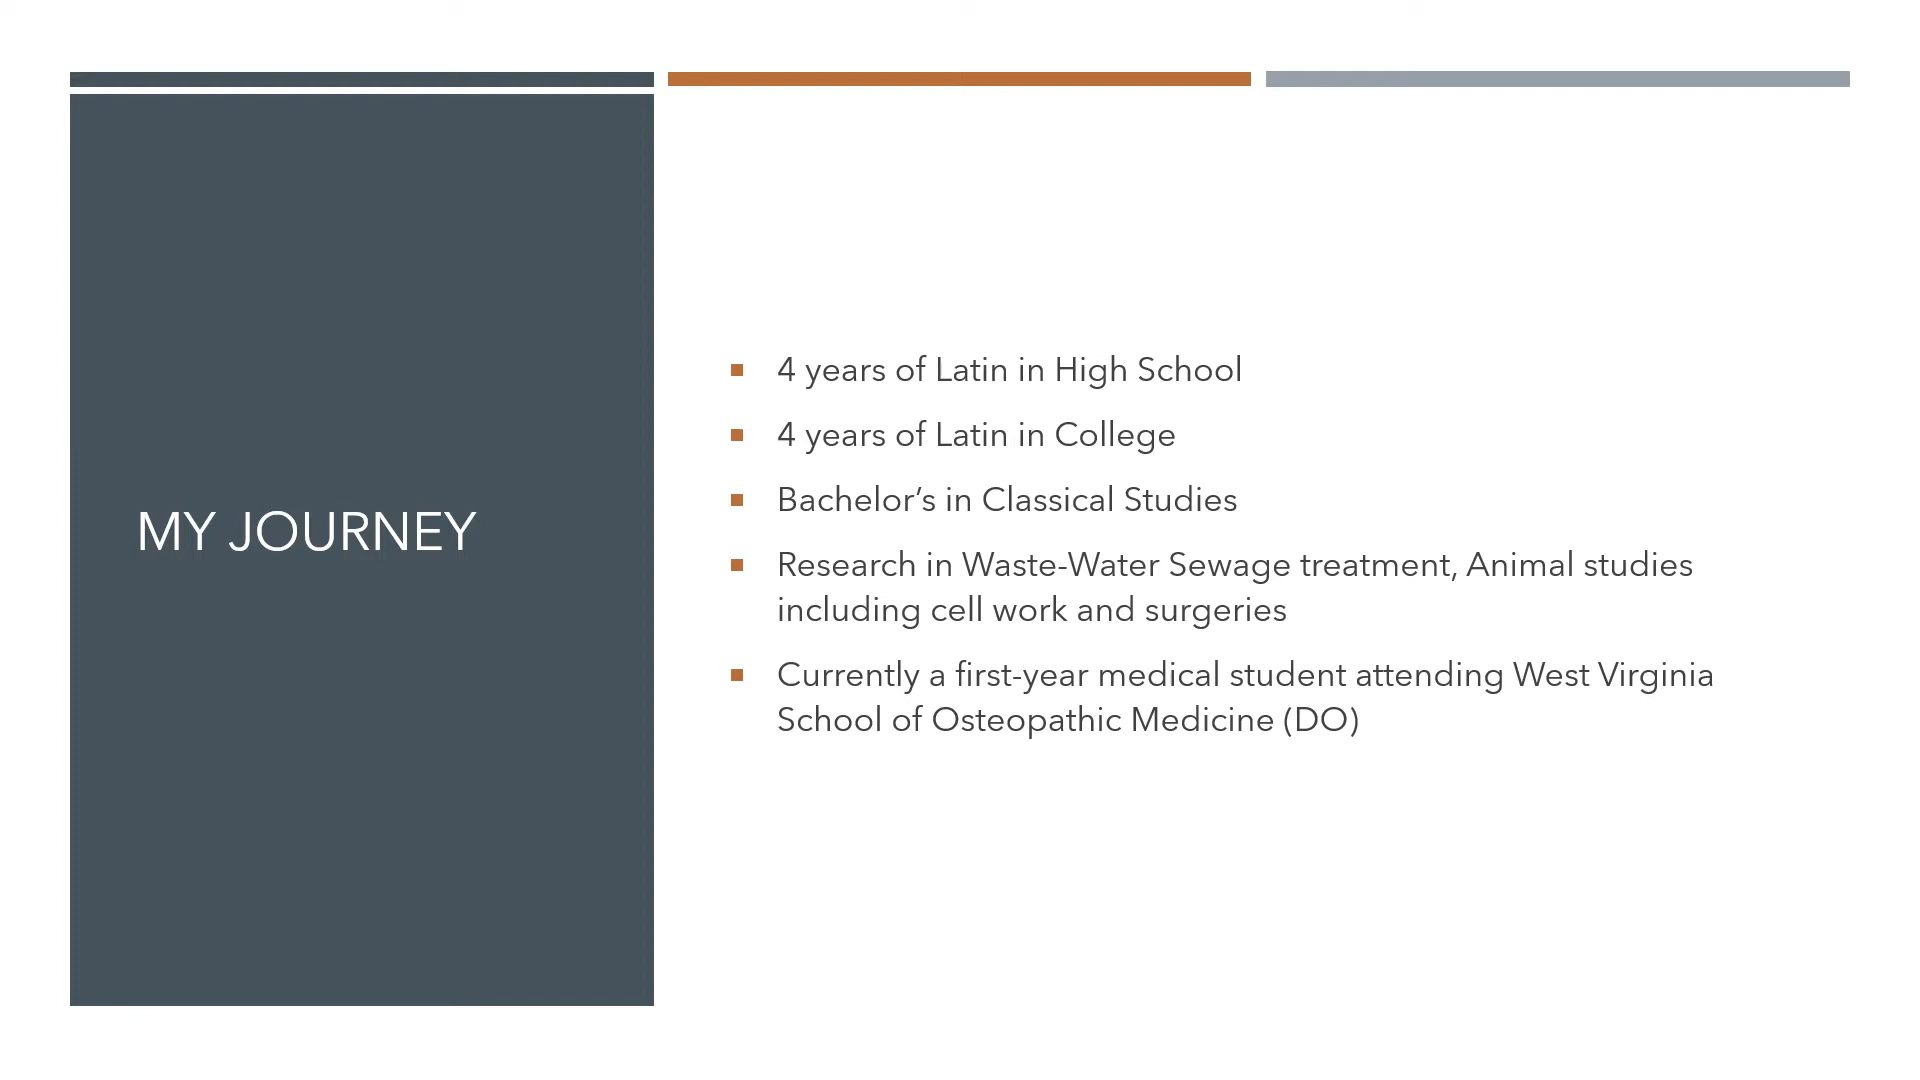 MY JOURNEY
4 years of Latin in High School
4 years of Latin in College
Bachelor’s in Classical Studies
Research in Waste-Water Sewage treatment, Animal studies
including cell work and surgeries
Currently a first-year medical student attending West Virginia
School of Osteopathic Medicine (DO)